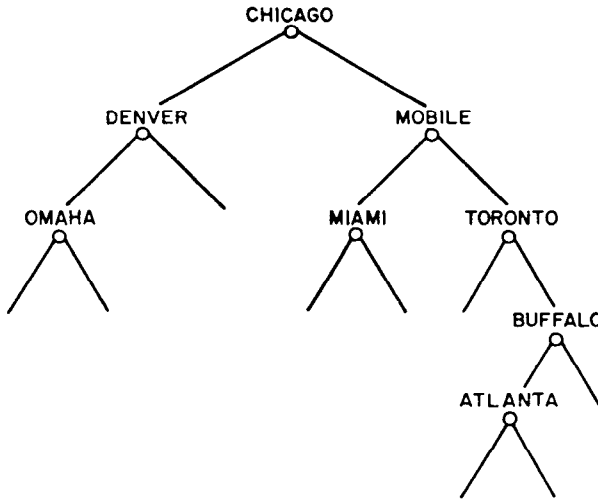 CHICAGO
DENVER
MOBILE
OMAHA
MIAMI
TORONTO
BUFFALO
ATLANTA